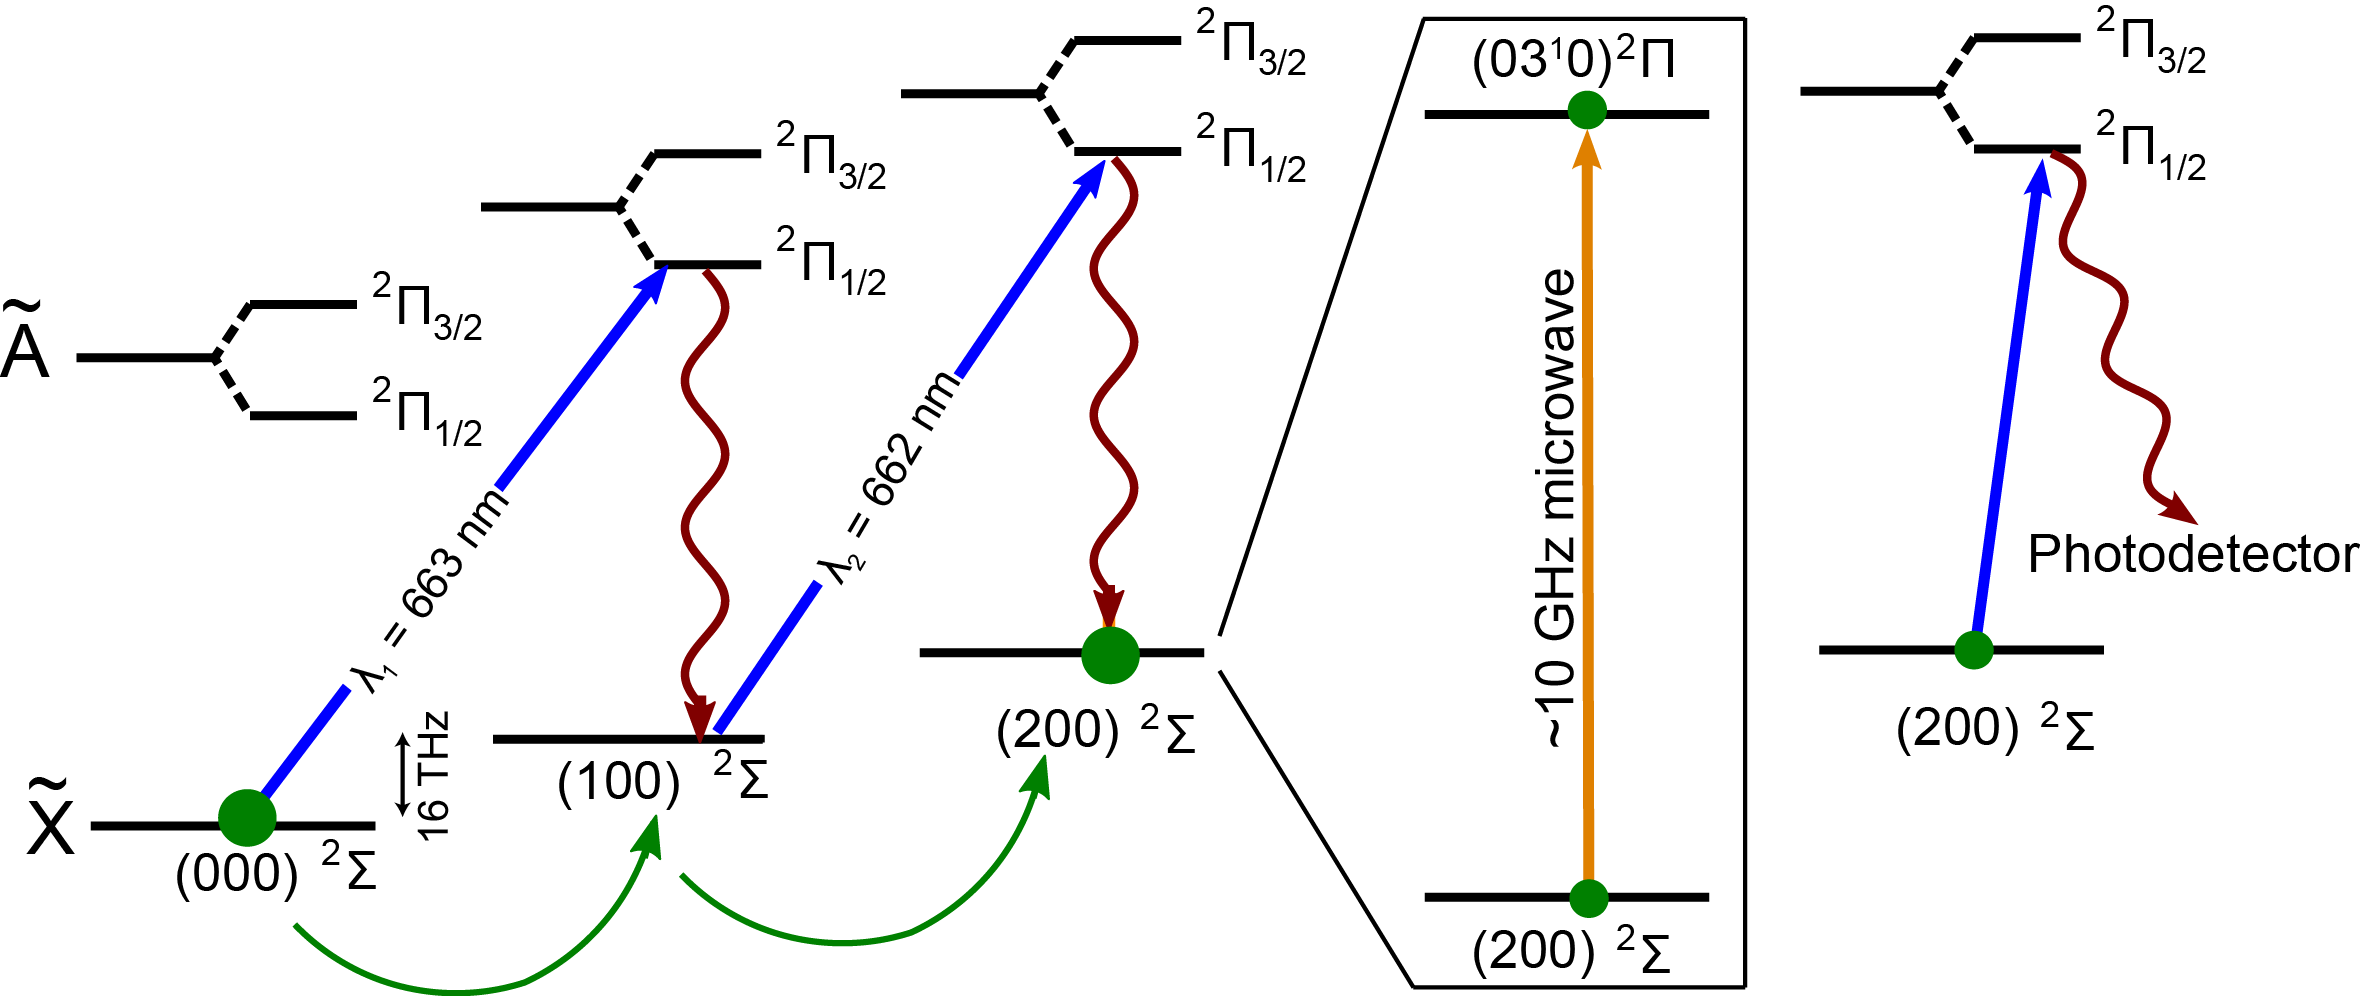 Ã
²Π3/2
²Π1/2
X̃
(000) ²Σ
16 THz
λ1 = 663 nm
²Π3/2
²Π1/2
(100) ²Σ
λ2 = 662 nm
²Π3/2
²Π1/2
(200) ²Σ
(03¹0)²Π
~10 GHz microwave
(200) ²Σ
²Π3/2
²Π1/2
Photodetector
(200) ²Σ